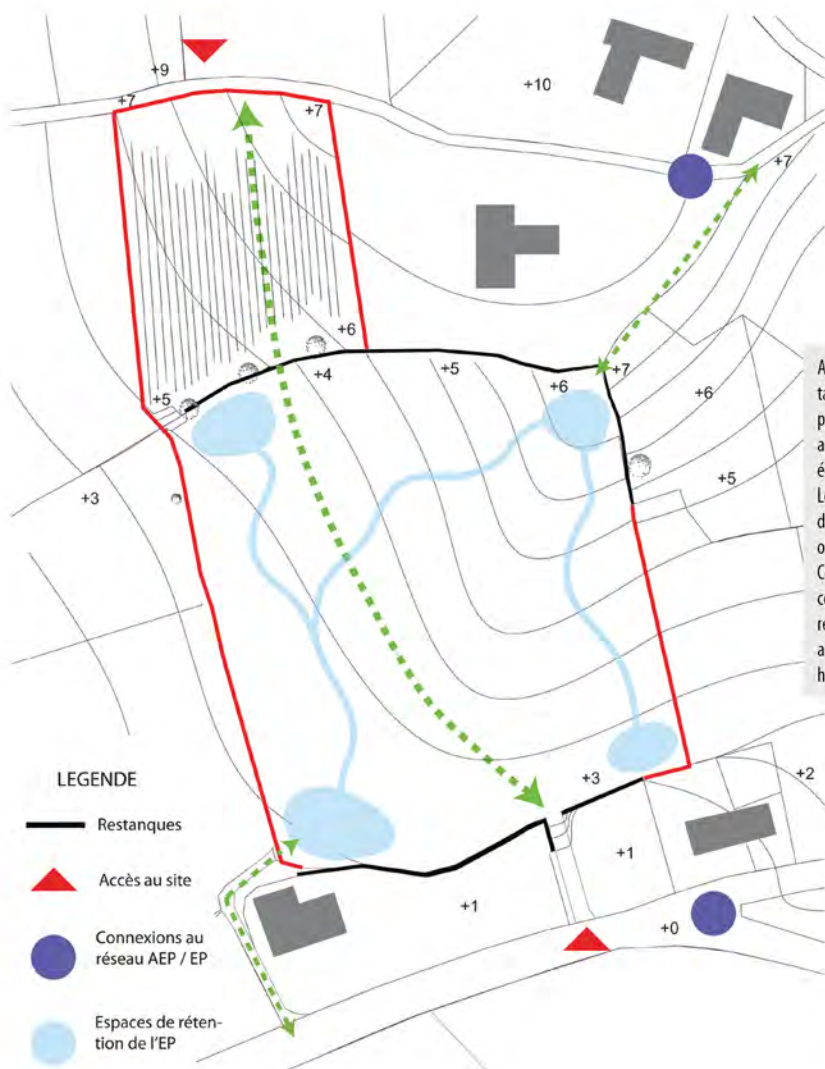 +9
+7
+7
+10
+7
+6
+5
+4
+5
+6
+7
+6
+5
+3
+3
+2
+1
+1
+0
LEGENDE
Restanques
Accès au site
Connexions au
réseau AEP / EP
Espaces de réten-
tion de l'EP